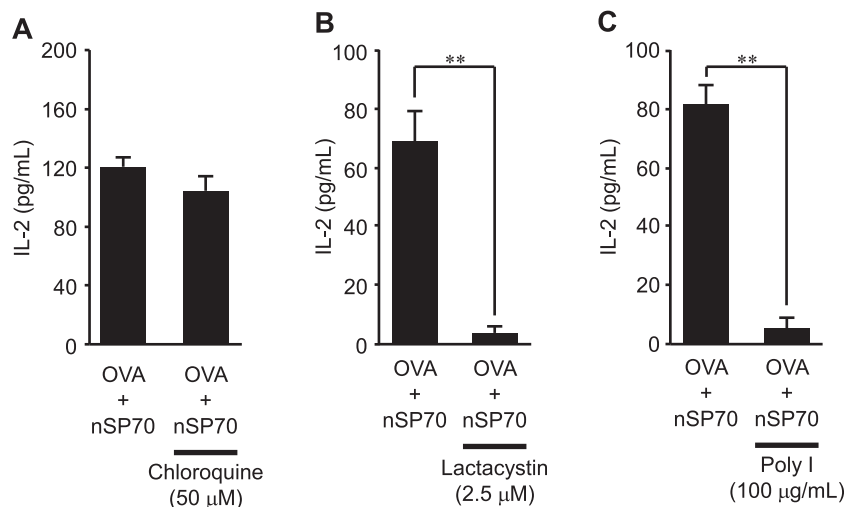 A
200
160
120
80
40
0
IL-2 (pg/mL)
OVA
+
nSP70
OVA
+
nSP70
Chloroquine
(50 μM)
B
100
80
60
40
20
0
IL-2 (pg/mL)
**
OVA
+
nSP70
OVA
+
nSP70
Lactacystin
(2.5 μM)
C
100
80
60
40
20
0
IL-2 (pg/mL)
**
OVA
+
nSP70
OVA
+
nSP70
Poly I
(100 μg/mL)